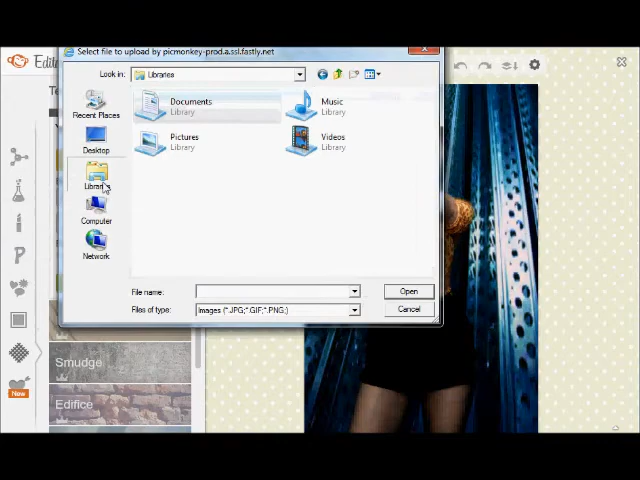 Select file to upload by picmonkey-prod.a.ssl.fastly.net
Look in:
Libraries
Recent Places
Desktop
Libraries
Computer
Network
Documents
Library
Music
Library
Pictures
Library
Videos
Library
File name:
Open
Files of type:
Images (*.JPG;*.GIF;*.PNG;)
Cancel
Smudge
Edifice
New